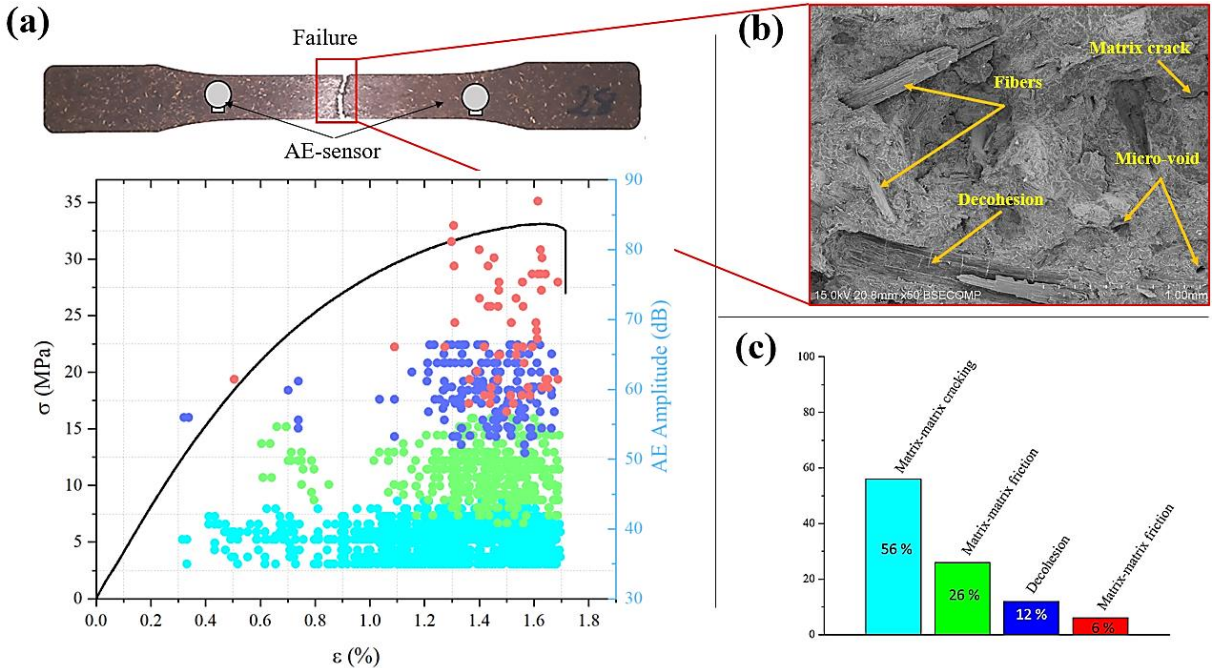 (a)
Failure
AE-sensor
σ (MPa)
35
30
25
20
15
10
5
0
0.0 0.2 0.4 0.6 0.8 1.0 1.2 1.4 1.6 1.8
ε (%)
90
80
70
60
50
40
30
AE Amplitude (dB)
(b)
Matrix crack
Fibers
Micro-void
Decohesion
15.0kV 20.8mm x50 BSECOMP
1.00mm
(c)
100
80
60
40
20
0
Matrix-matrix cracking
Matrix-matrix friction
Decohesion
Matrix-matrix friction
56 %
26 %
12 %
6 %